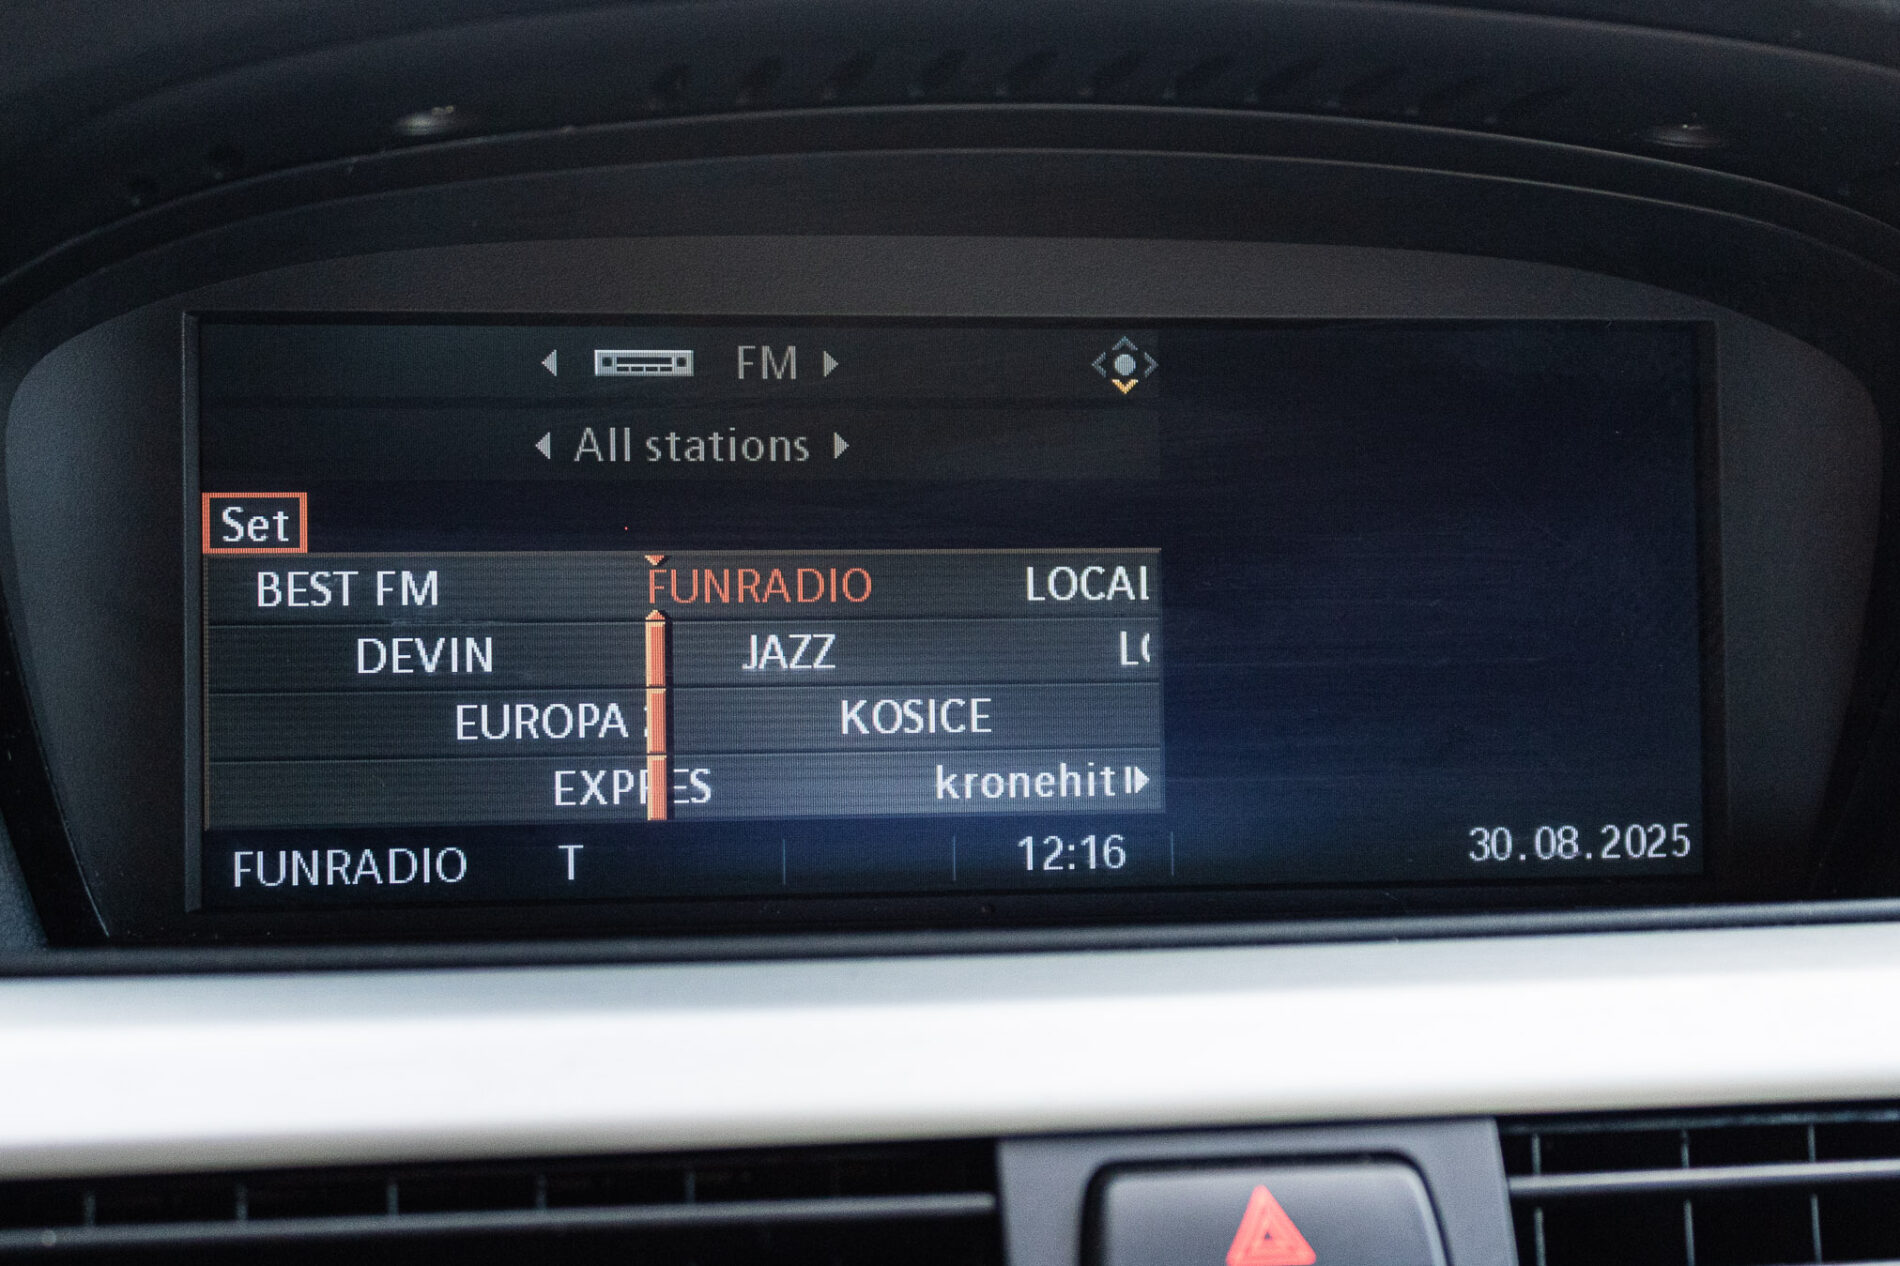 FM
All stations
Set
BEST FM FUNRADIO LOCAL
DEVIN JAZZ
EUROPA KOSICE
EXPRES kronehit
FUNRADIO T 12:16 30.08.2025